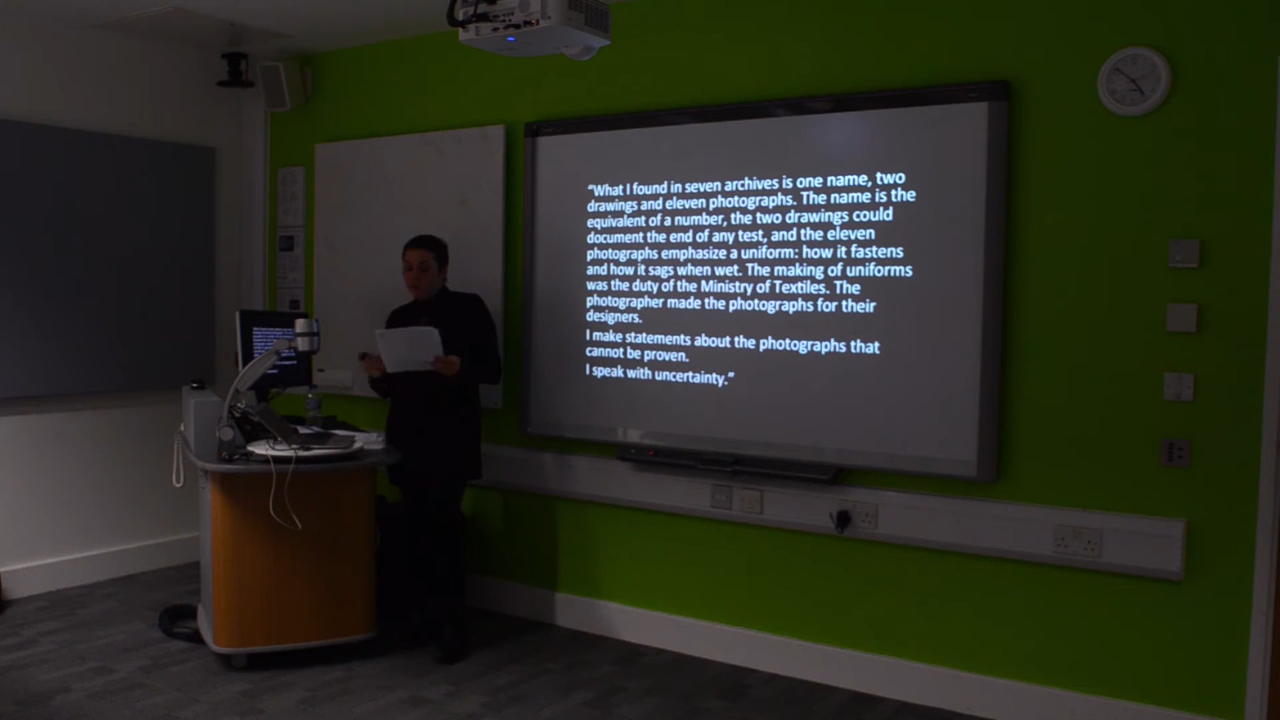 “What I found in seven archives is one name, two
drawings and eleven photographs. The name is the
equivalent of a number, the two drawings could
document the end of any test, and the eleven
photographs emphasize a uniform: how it fastens
and how it sags when wet. The making of uniforms
was the duty of the Ministry of Textiles. The
photographer made the photographs for their
designers.
I make statements about the photographs that
cannot be proven.
I speak with uncertainty.”